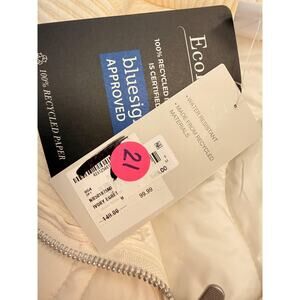 Eco
100% RECYCLED
IS CERTIFIED
bluesig
APPROVED
100% RECYCLED PAPER
• WATER RESISTANT
• MADE FROM RECYCLED
MATERIALS
21
IVORY EGRET
M
140.00
99.99